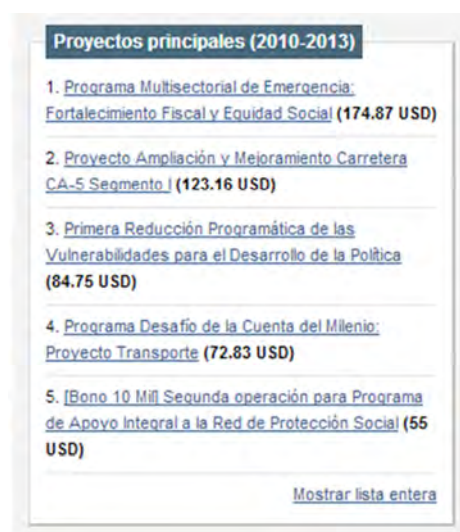 Proyectos principales (2010-2013)
1. Programa Multisectorial de Emergencia:
Fortalecimiento Fiscal y Equidad Social (174.87 USD)
2. Proyecto Ampliación y Mejoramiento Carretera
CA-5 Segmento I (123.16 USD)
3. Primera Reducción Programática de las
Vulnerabilidades para el Desarrollo de la Política
(84.75 USD)
4. Programa Desafío de la Cuenta del Milenio:
Proyecto Transporte (72.83 USD)
5. [Bono 10 Mil] Segunda operación para Programa
de Apoyo Integral a la Red de Protección Social (55
USD)
Mostrar lista entera